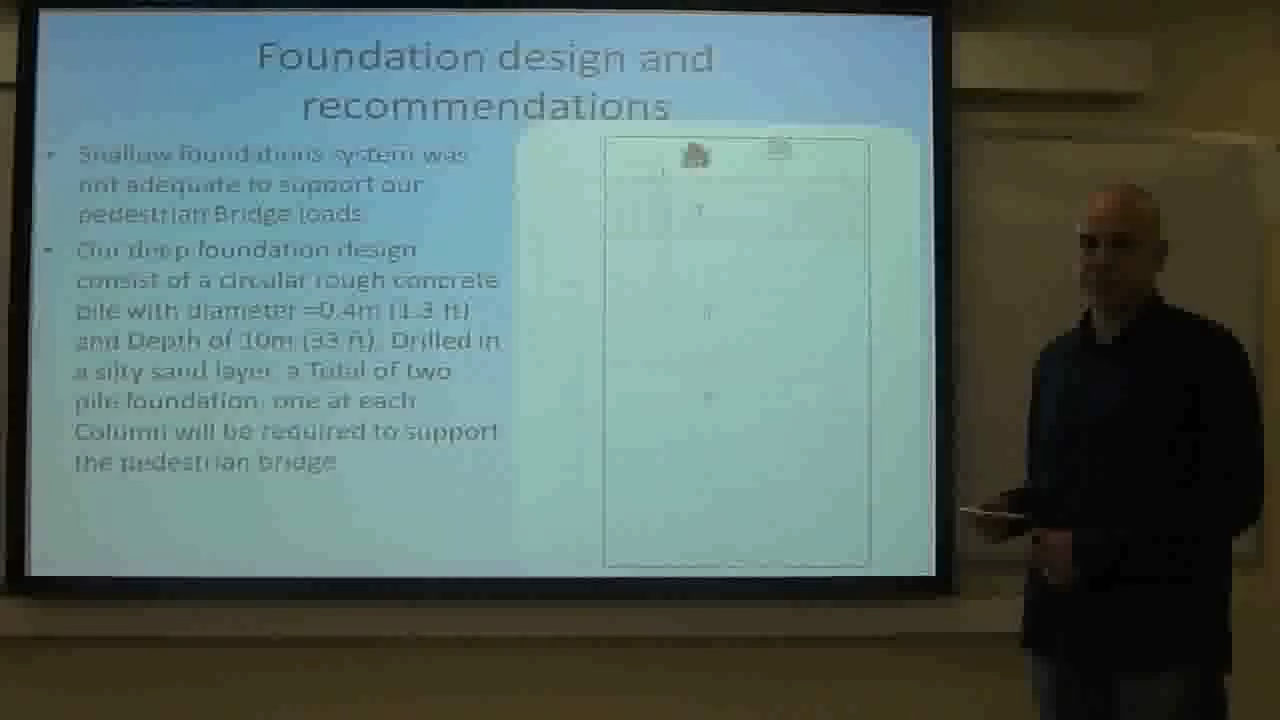 Foundation design and
recommendations
• Shallow foundations system was
not adequate to support our
pedestrian Bridge loads.
• Our deep foundation design
consist of a circular rough concrete
pile with diameter =0.4m (1.3 ft)
and Depth of 10m (33 ft). Drilled in
a silty sand layer, a Total of two
pile foundation, one at each
Column will be required to support
the pedestrian bridge